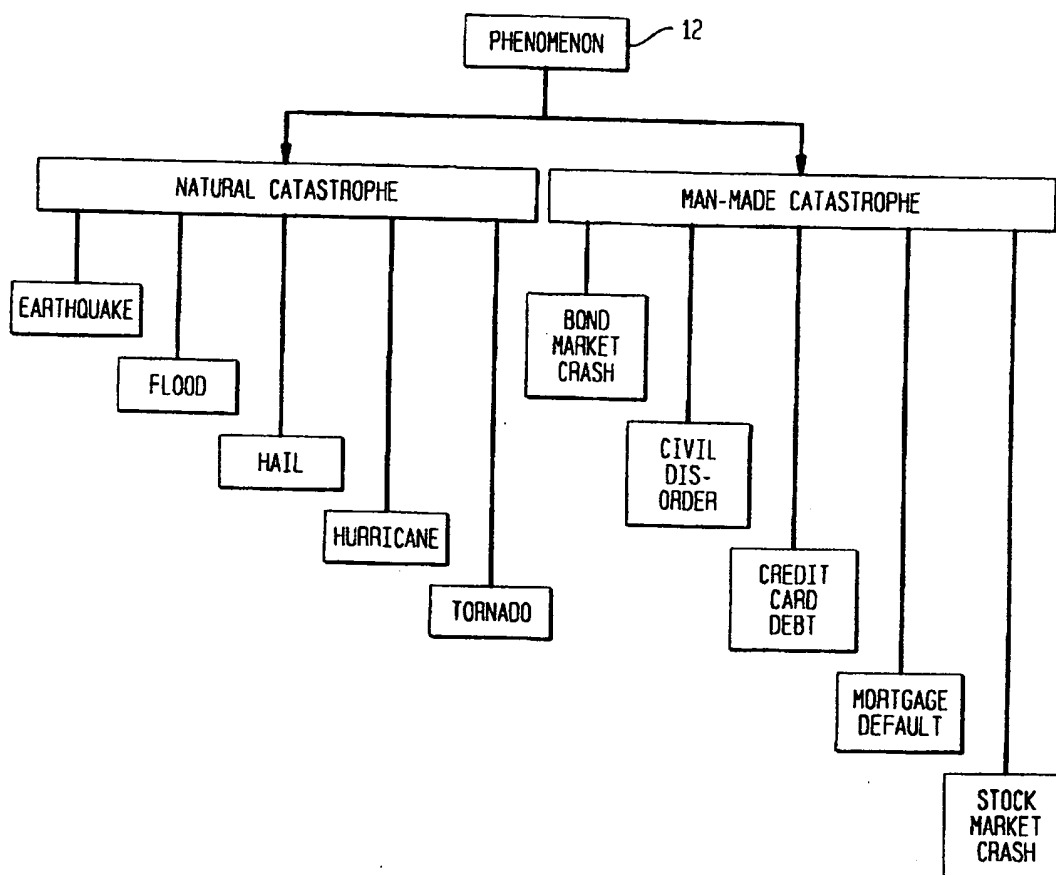 PHENOMENON
12
NATURAL CATASTROPHE
MAN-MADE CATASTROPHE
EARTHQUAKE
FLOOD
HAIL
HURRICANE
TORNADO
BOND
MARKET
CRASH
CIVIL
DIS-
ORDER
CREDIT
CARD
DEBT
MORTGAGE
DEFAULT
STOCK
MARKET
CRASH